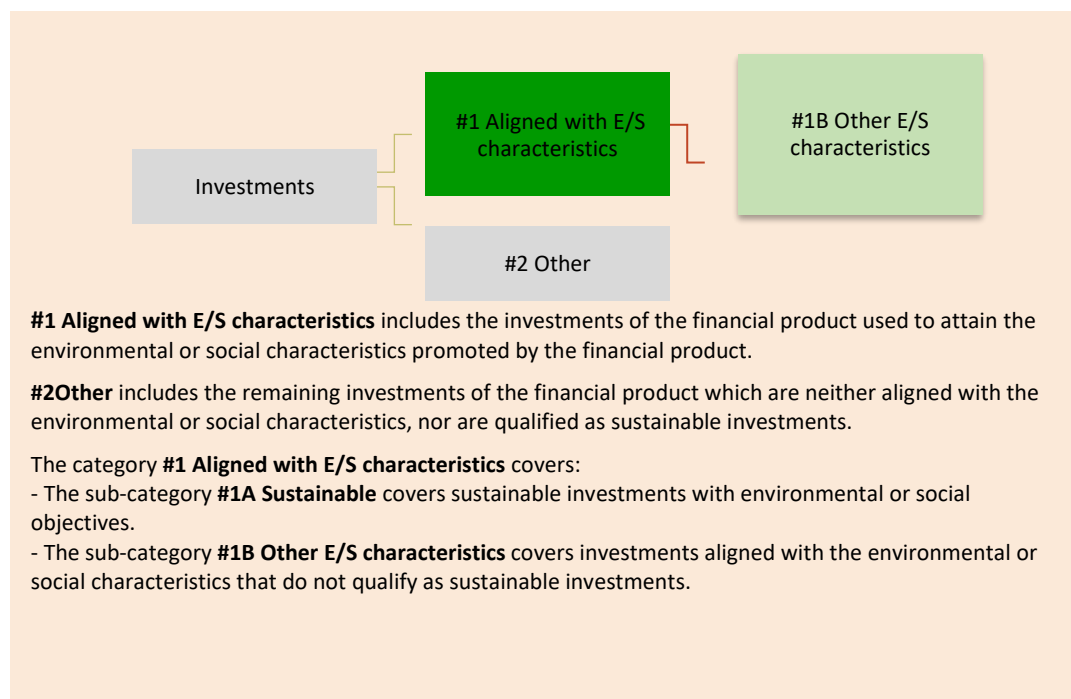 #1 Aligned with E/S
characteristics
#1B Other E/S
characteristics
Investments
#2 Other
#1 Aligned with E/S characteristics includes the investments of the financial product used to attain the
environmental or social characteristics promoted by the financial product.
#2Other includes the remaining investments of the financial product which are neither aligned with the
environmental or social characteristics, nor are qualified as sustainable investments.
The category #1 Aligned with E/S characteristics covers:
- The sub-category #1A Sustainable covers sustainable investments with environmental or social
objectives.
- The sub-category #1B Other E/S characteristics covers investments aligned with the environmental or
social characteristics that do not qualify as sustainable investments.